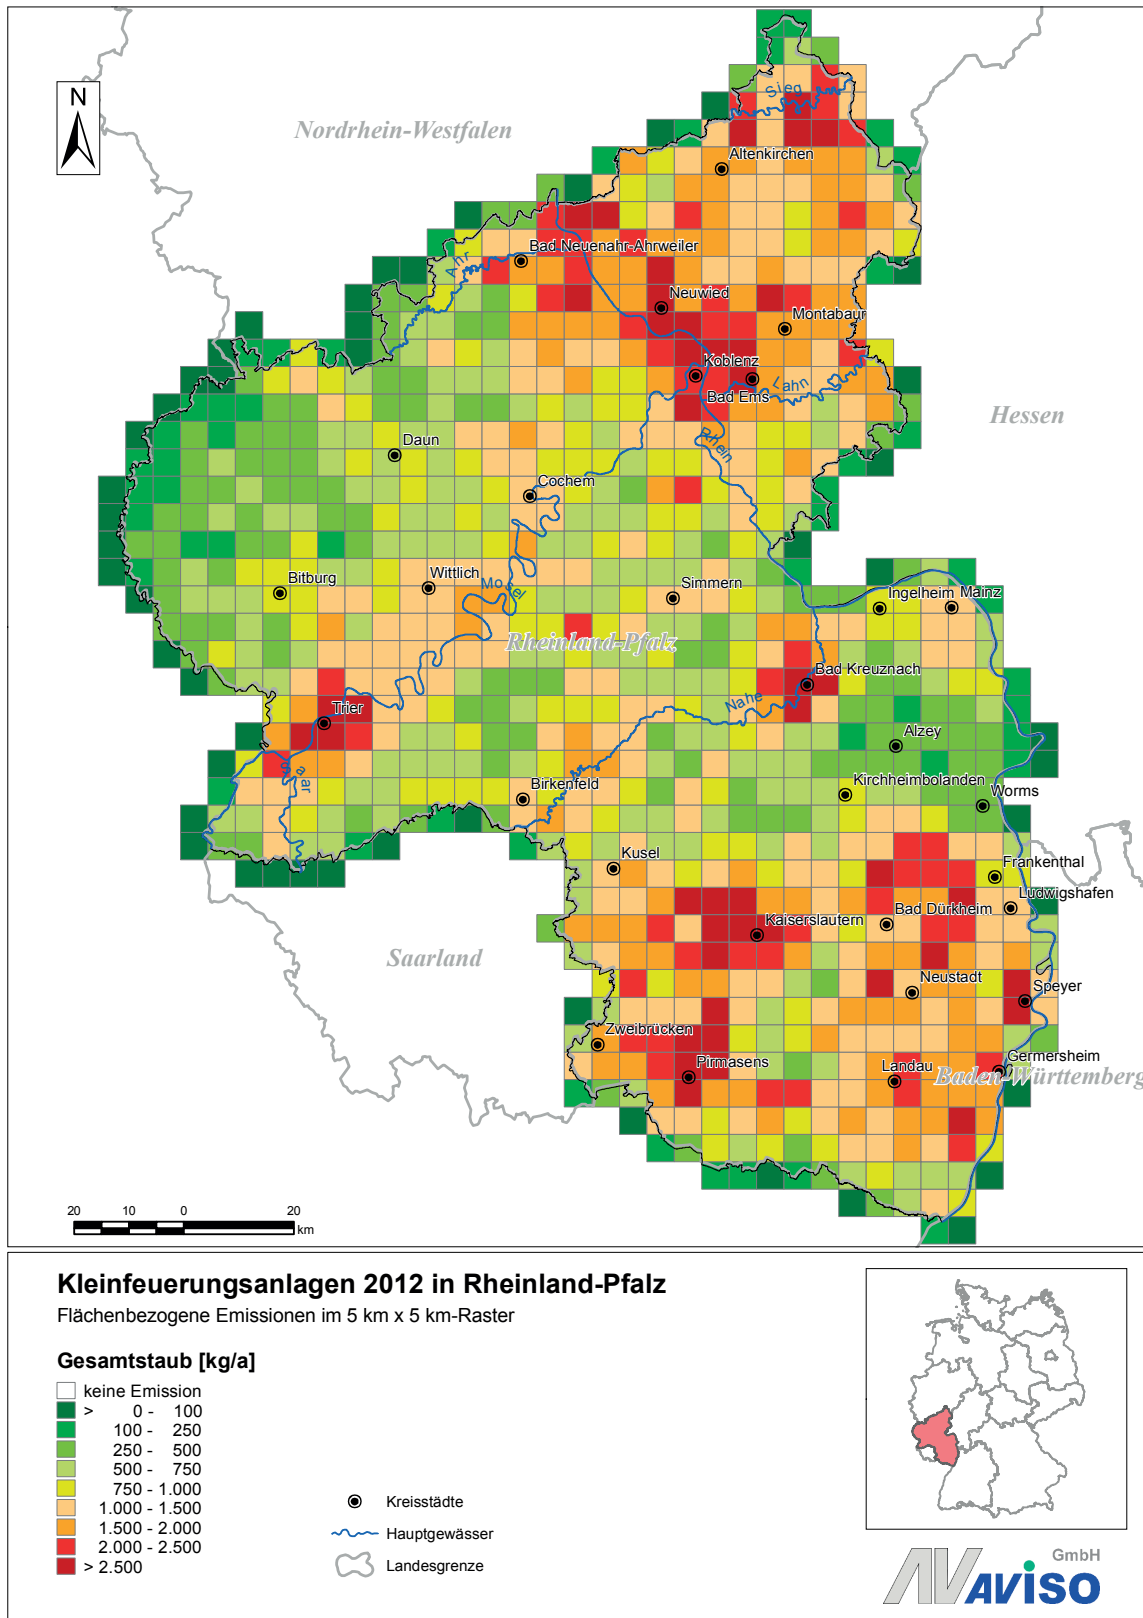 N
Nordrhein-Westfalen
Sieg
Altenkirchen
Ahr
Bad Neuenahr-Ahrweiler
Neuwied
Montabaur
Koblenz
Lahn
Bad Ems
Hessen
Rhein
Daun
Cochem
Bitburg
Wittlich
Mosel
Simmern
Ingelheim
Mainz
Rheinland-Pfalz
Bad Kreuznach
Nahe
Trier
Alzey
Saar
Birkenfeld
Kirchheimbolanden
Worms
Kusel
Frankenthal
Ludwigshafen
Bad Dürkheim
Kaiserslautern
Saarland
Neustadt
Speyer
Zweibrücken
Germersheim
Pirmasens
Landau
Baden-Württemberg
20 10 0 20
km
Kleinfeuerungsanlagen 2012 in Rheinland-Pfalz
Flächenbezogene Emissionen im 5 km x 5 km-Raster
Gesamtstaub [kg/a]
keine Emission
> 0 - 100
100 - 250
250 - 500
500 - 750
750 - 1.000
1.000 - 1.500
1.500 - 2.000
2.000 - 2.500
> 2.500
Kreisstädte
Hauptgewässer
Landesgrenze
GmbH
AVISO